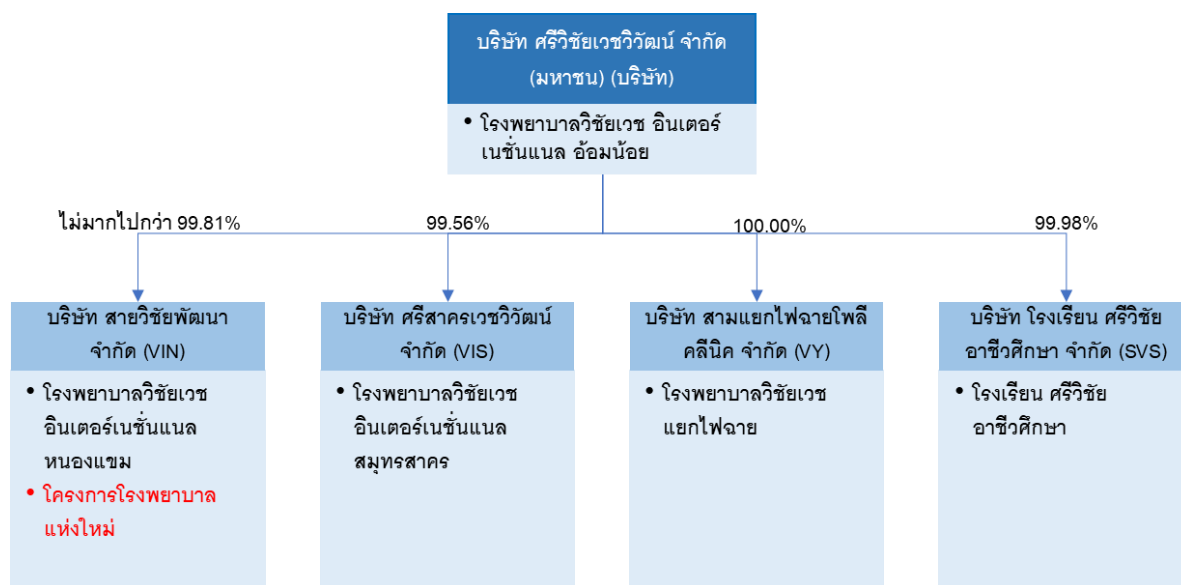 บริษัท ศรีวิชัยเวชวิวัฒน์ จำกัด
(มหาชน) (บริษัท)
• โรงพยาบาลวิชัยเวช อินเตอร์
เนชั่นแนล อ้อมน้อย
ไม่มากไปกว่า 99.81%
99.56%
100.00%
99.98%
บริษัท สายวิชัยพัฒนา
จำกัด (VIN)
• โรงพยาบาลวิชัยเวช
อินเตอร์เนชั่นแนล
หนองแขม
• โครงการโรงพยาบาล
แห่งใหม่
บริษัท ศรีสาครเวชวิวัฒน์
จำกัด (VIS)
• โรงพยาบาลวิชัยเวช
อินเตอร์เนชั่นแนล
สมุทรสาคร
บริษัท สามแยกไฟฉายโพลี
คลีนิค จำกัด (VY)
• โรงพยาบาลวิชัยเวช
แยกไฟฉาย
บริษัท โรงเรียน ศรีวิชัย
อาชีวศึกษา จำกัด (SVS)
• โรงเรียน ศรีวิชัย
อาชีวศึกษา